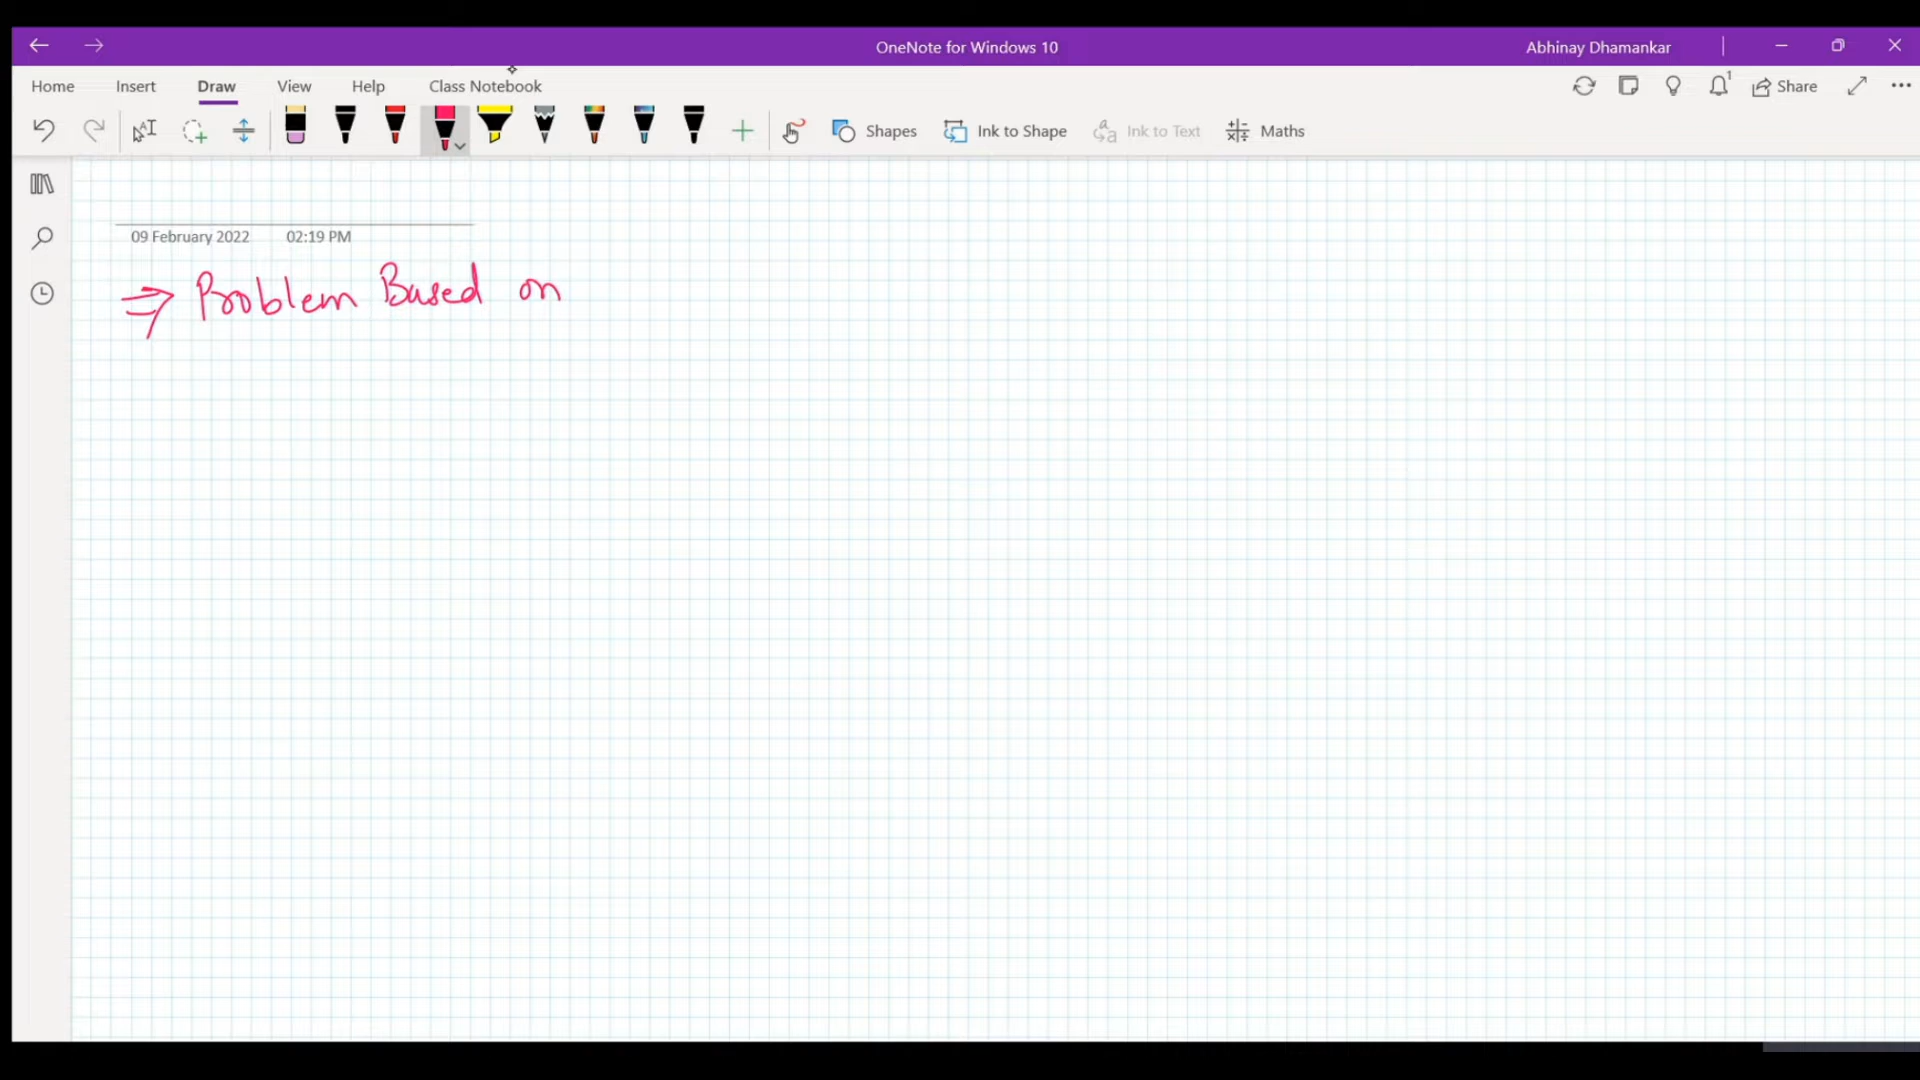 OneNote for Windows 10 Abhinay Dhamankar
Home Insert Draw View Help Class Notebook 1 Share
Shapes Ink to Shape Ink to Text Maths
09 February 2022 02:19 PM
⇒ Problem Based on